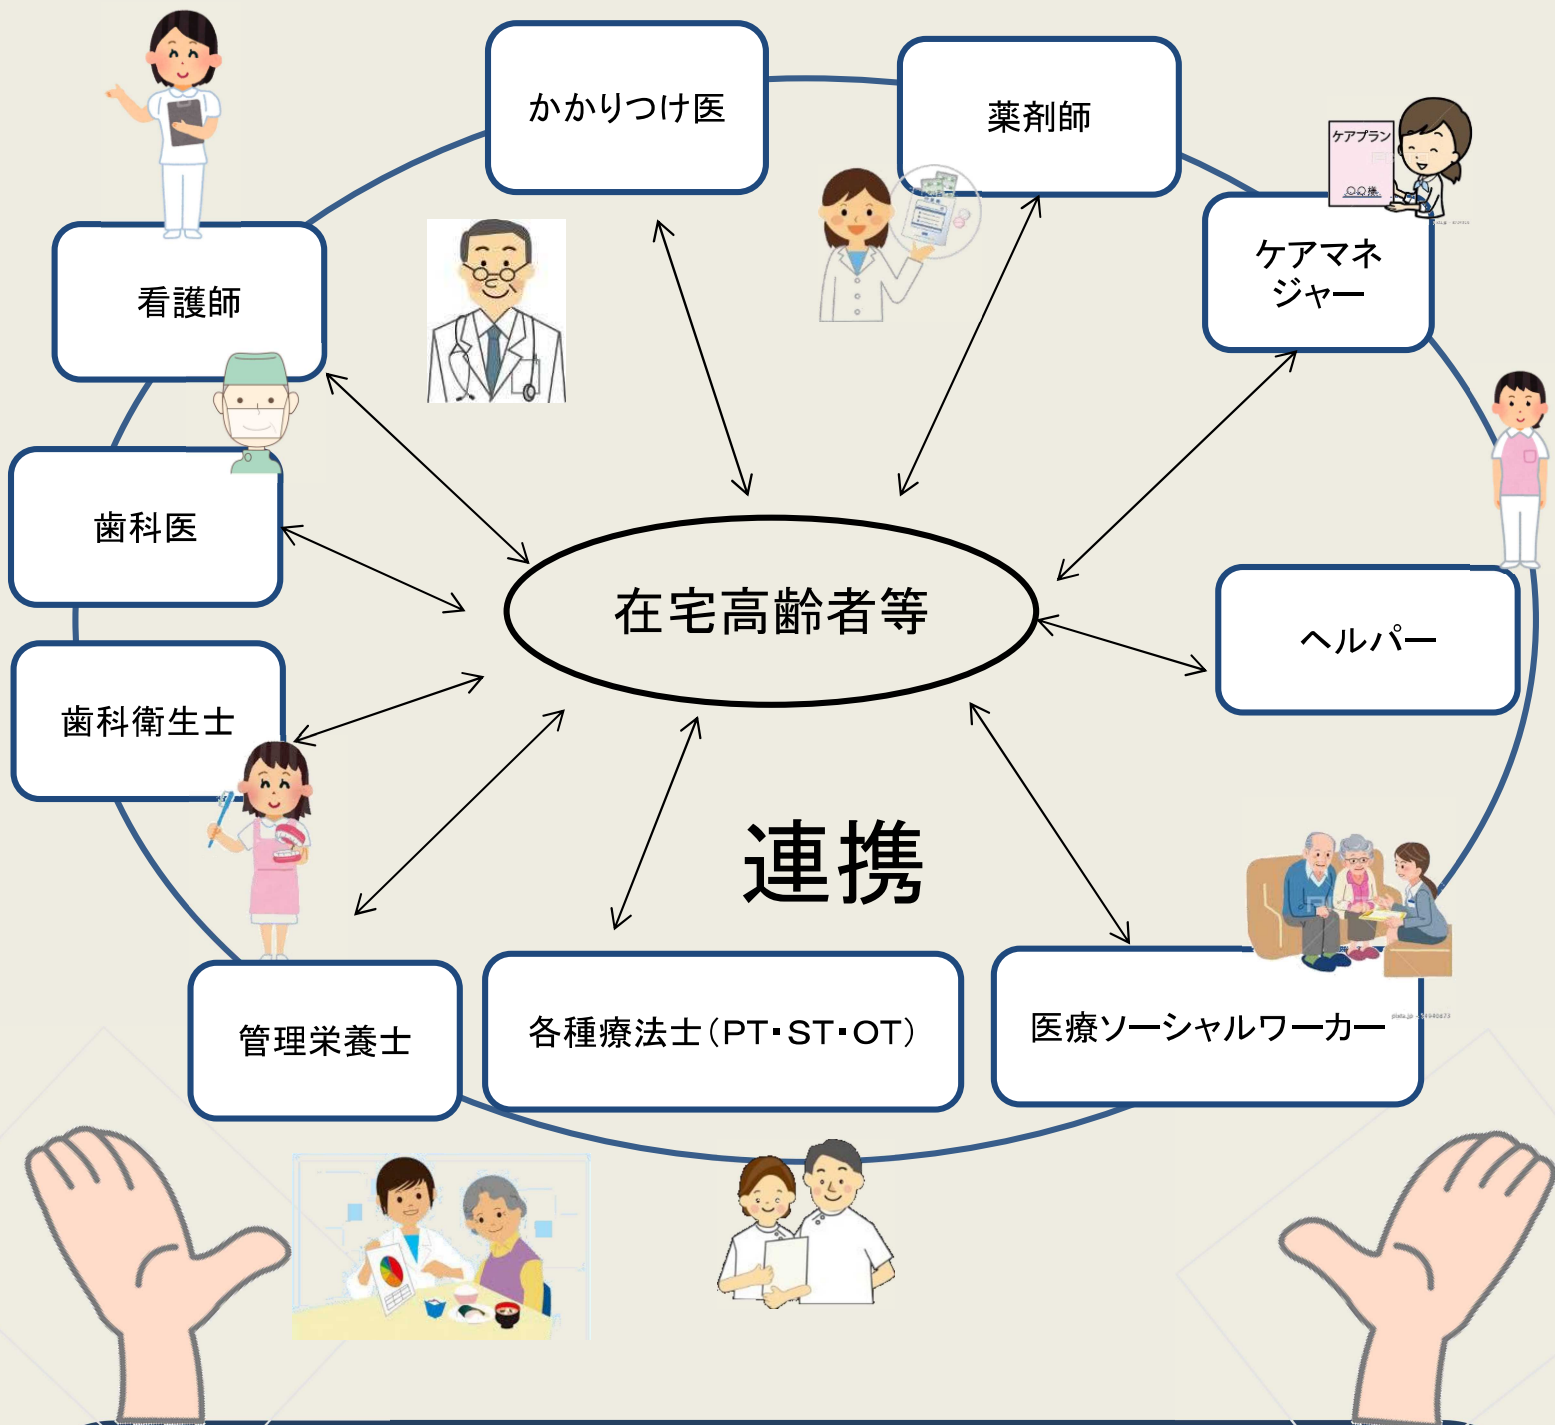 かかりつけ医
薬剤師
ケアプラン
〇〇様
ケアマネ
ジャー
看護師
歯科医
在宅高齢者等
ヘルパー
歯科衛生士
連携
管理栄養士
各種療法士（PT・ST・OT）
医療ソーシャルワーカー